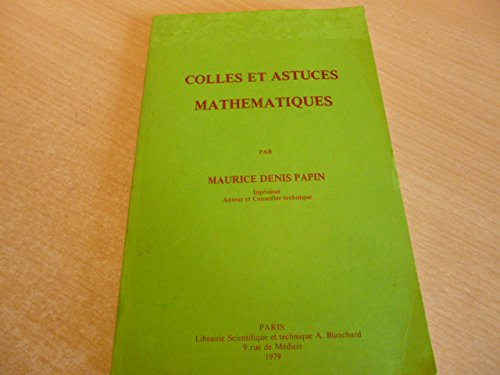 COLLES ET ASTUCES
MATHEMATIQUES
PAR
MAURICE DENIS PAPIN
Ingénieur
Auteur et Conseiller technique
PARIS
Librairie Scientifique et technique A. Blanchard
9 rue de Médicis
1979